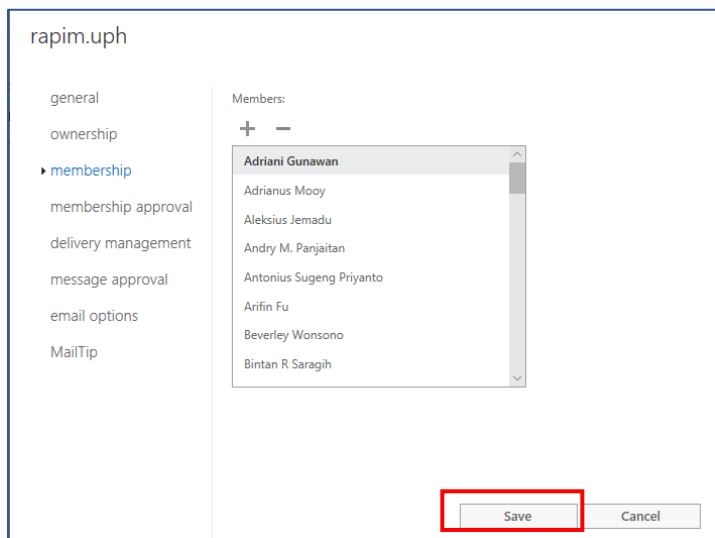 rapim.uph
general
ownership
membership
membership approval
delivery management
message approval
email options
MailTip
Members:
Adriani Gunawan
Adrianus Mooy
Aleksius Jemadu
Andry M. Panjaitan
Antonius Sugeng Priyanto
Arifin Fu
Beverley Wonsono
Bintan R Saragih
Save Cancel